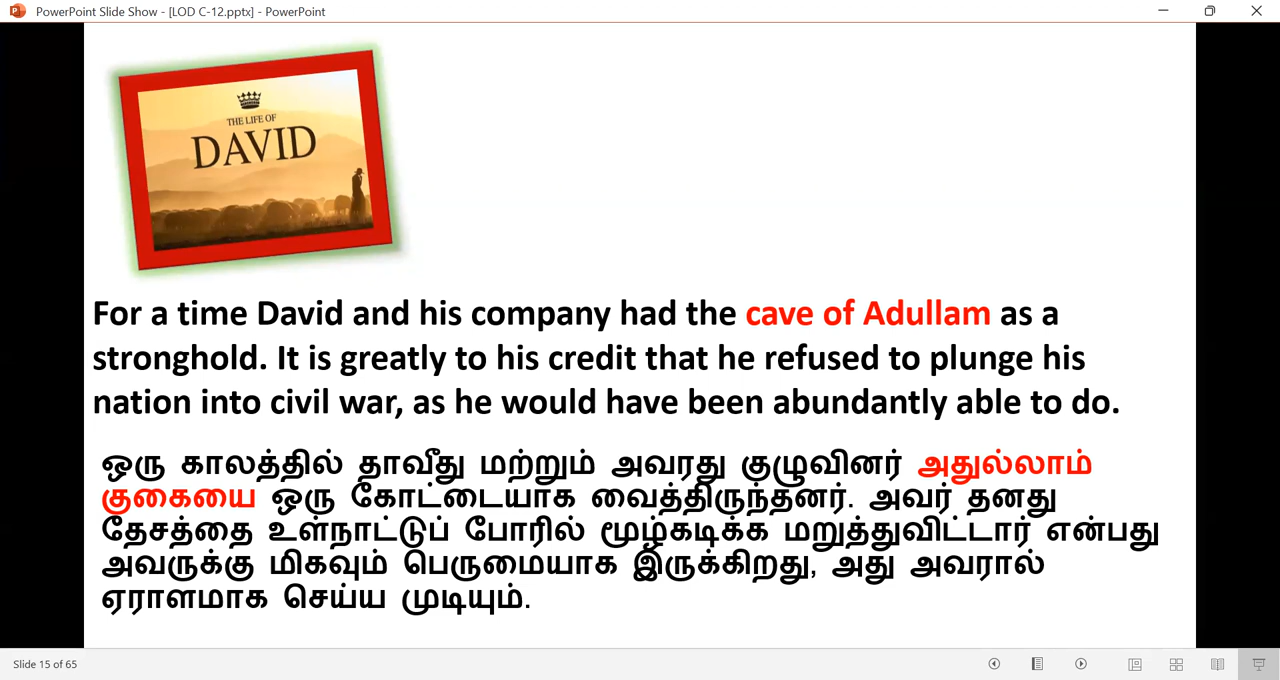 PowerPoint Slide Show - [LOD C-12.pptx] - PowerPoint
THE LIFE OF
DAVID
For a time David and his company had the cave of Adullam as a
stronghold. It is greatly to his credit that he refused to plunge his
nation into civil war, as he would have been abundantly able to do.
ஒரு காலத்தில் தாவீது மற்றும் அவரது குழுவினர் அதுல்லாம்
குகையை ஒரு கோட்டையாக வைத்திருந்தனர். அவர் தனது
தேசத்தை உள்நாட்டுப் போரில் மூழ்கடிக்க மறுத்துவிட்டார் என்பது
அவருக்கு மிகவும் பெருமையாக இருக்கிறது, அது அவரால்
ஏராளமாக செய்ய முடியும்.
Slide 15 of 65